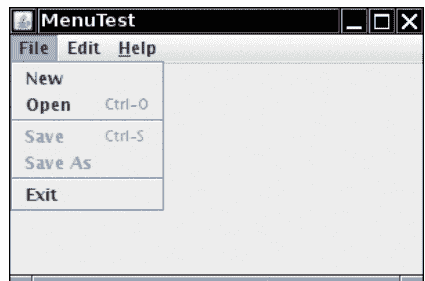 MenuTest
File Edit Help
New
Open Ctrl-O
Save Ctrl-S
Save As
Exit